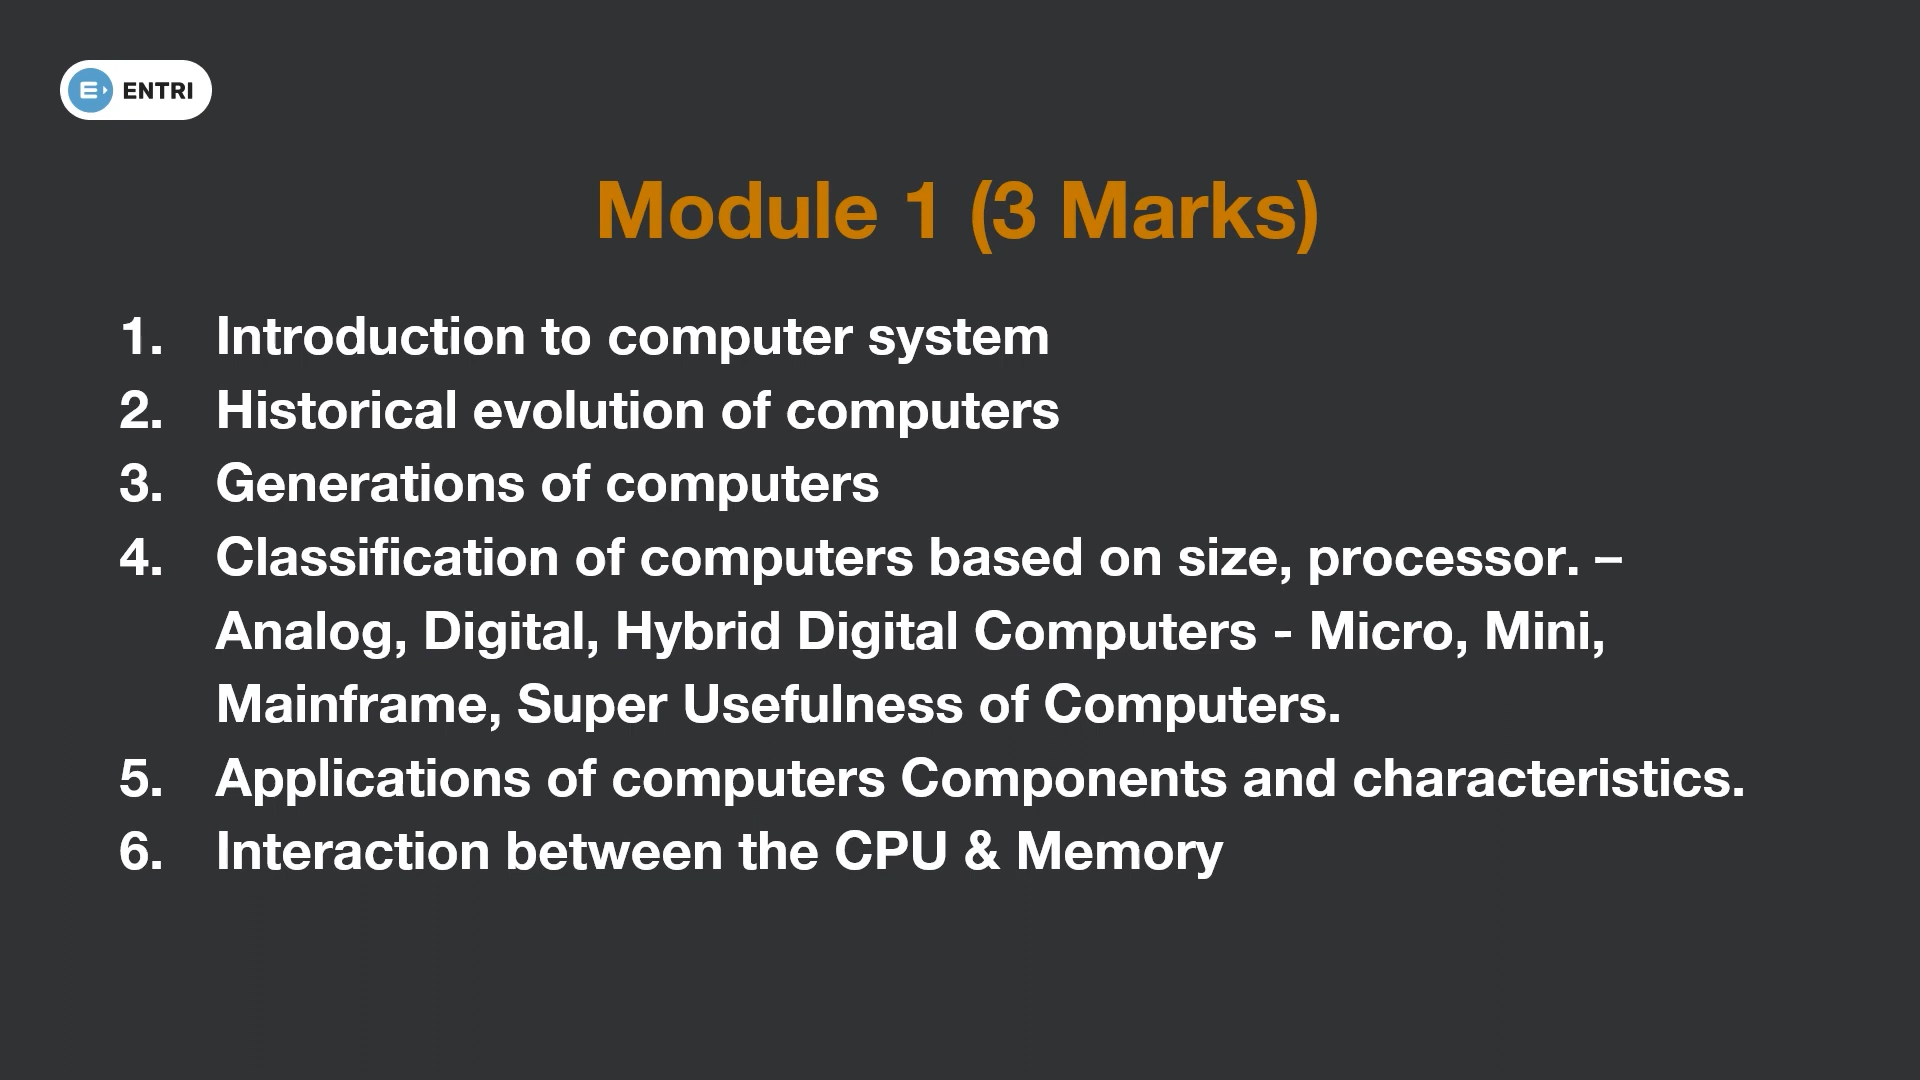 ENTRI
Module 1 (3 Marks)
1. Introduction to computer system
2. Historical evolution of computers
3. Generations of computers
4. Classification of computers based on size, processor. –
Analog, Digital, Hybrid Digital Computers - Micro, Mini,
Mainframe, Super Usefulness of Computers.
5. Applications of computers Components and characteristics.
6. Interaction between the CPU & Memory